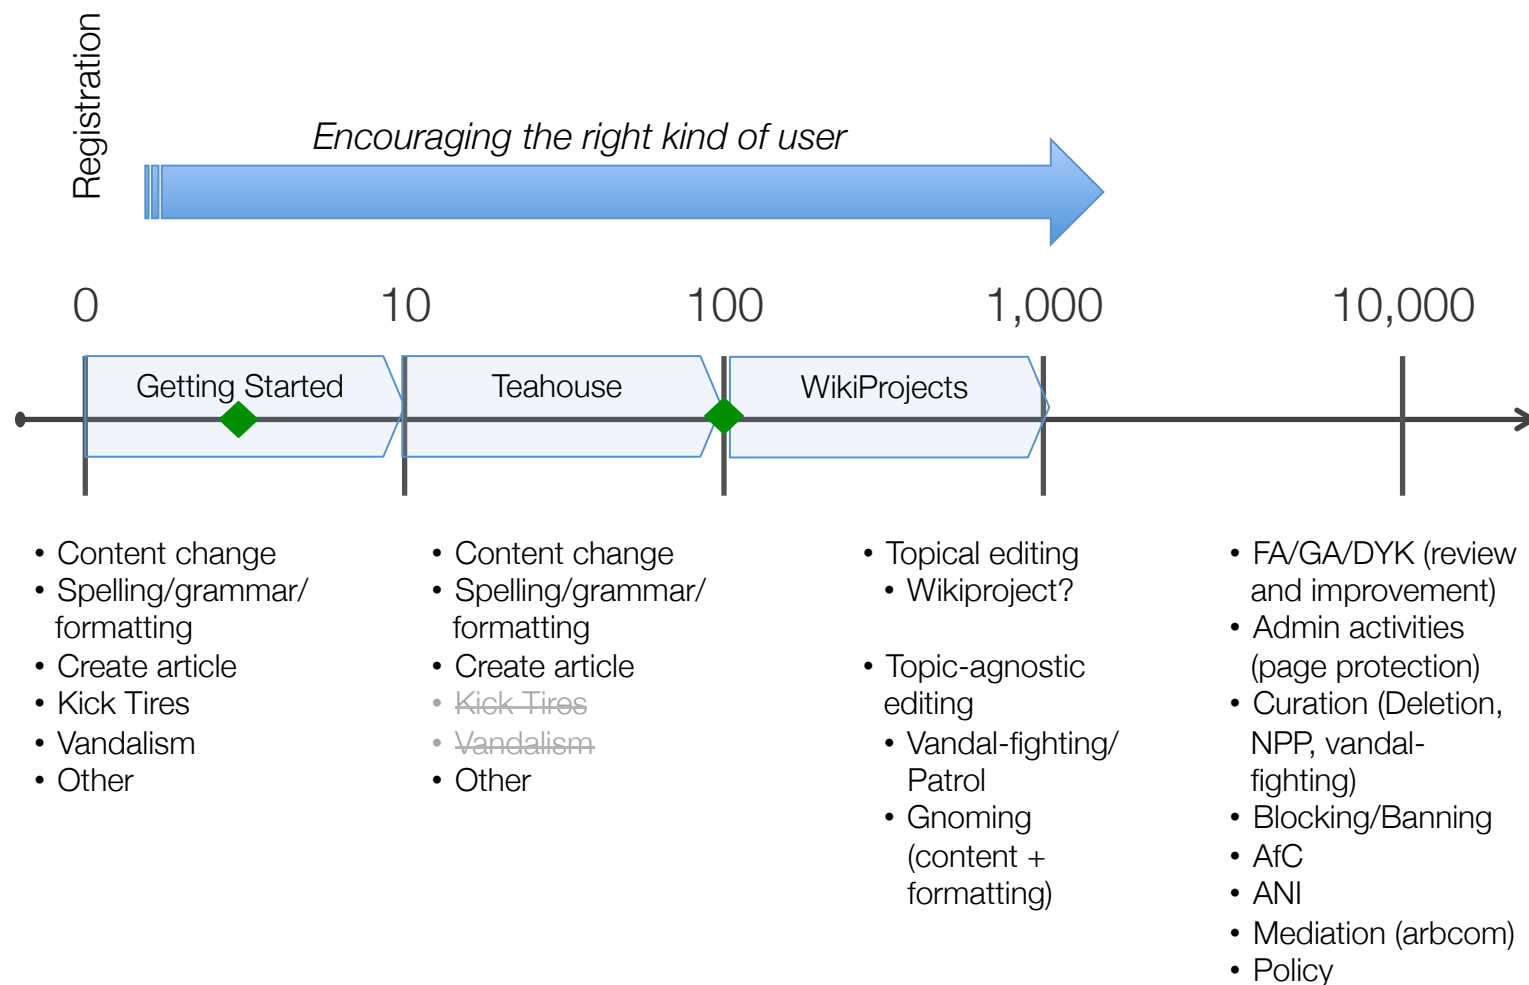 Registration
Encouraging the right kind of user
0
10
100
1,000
10,000
Getting Started
Teahouse
WikiProjects
• Content change
• Spelling/grammar/
formatting
• Create article
• Kick Tires
• Vandalism
• Other
• Content change
• Spelling/grammar/
formatting
• Create article
• Kick Tires
• Vandalism
• Other
• Topical editing
• Wikiproject?
• Topic-agnostic
editing
• Vandal-fighting/
Patrol
• Gnoming
(content +
formatting)
• FA/GA/DYK (review
and improvement)
• Admin activities
(page protection)
• Curation (Deletion,
NPP, vandal-
fighting)
• Blocking/Banning
• AfC
• ANI
• Mediation (arbcom)
• Policy